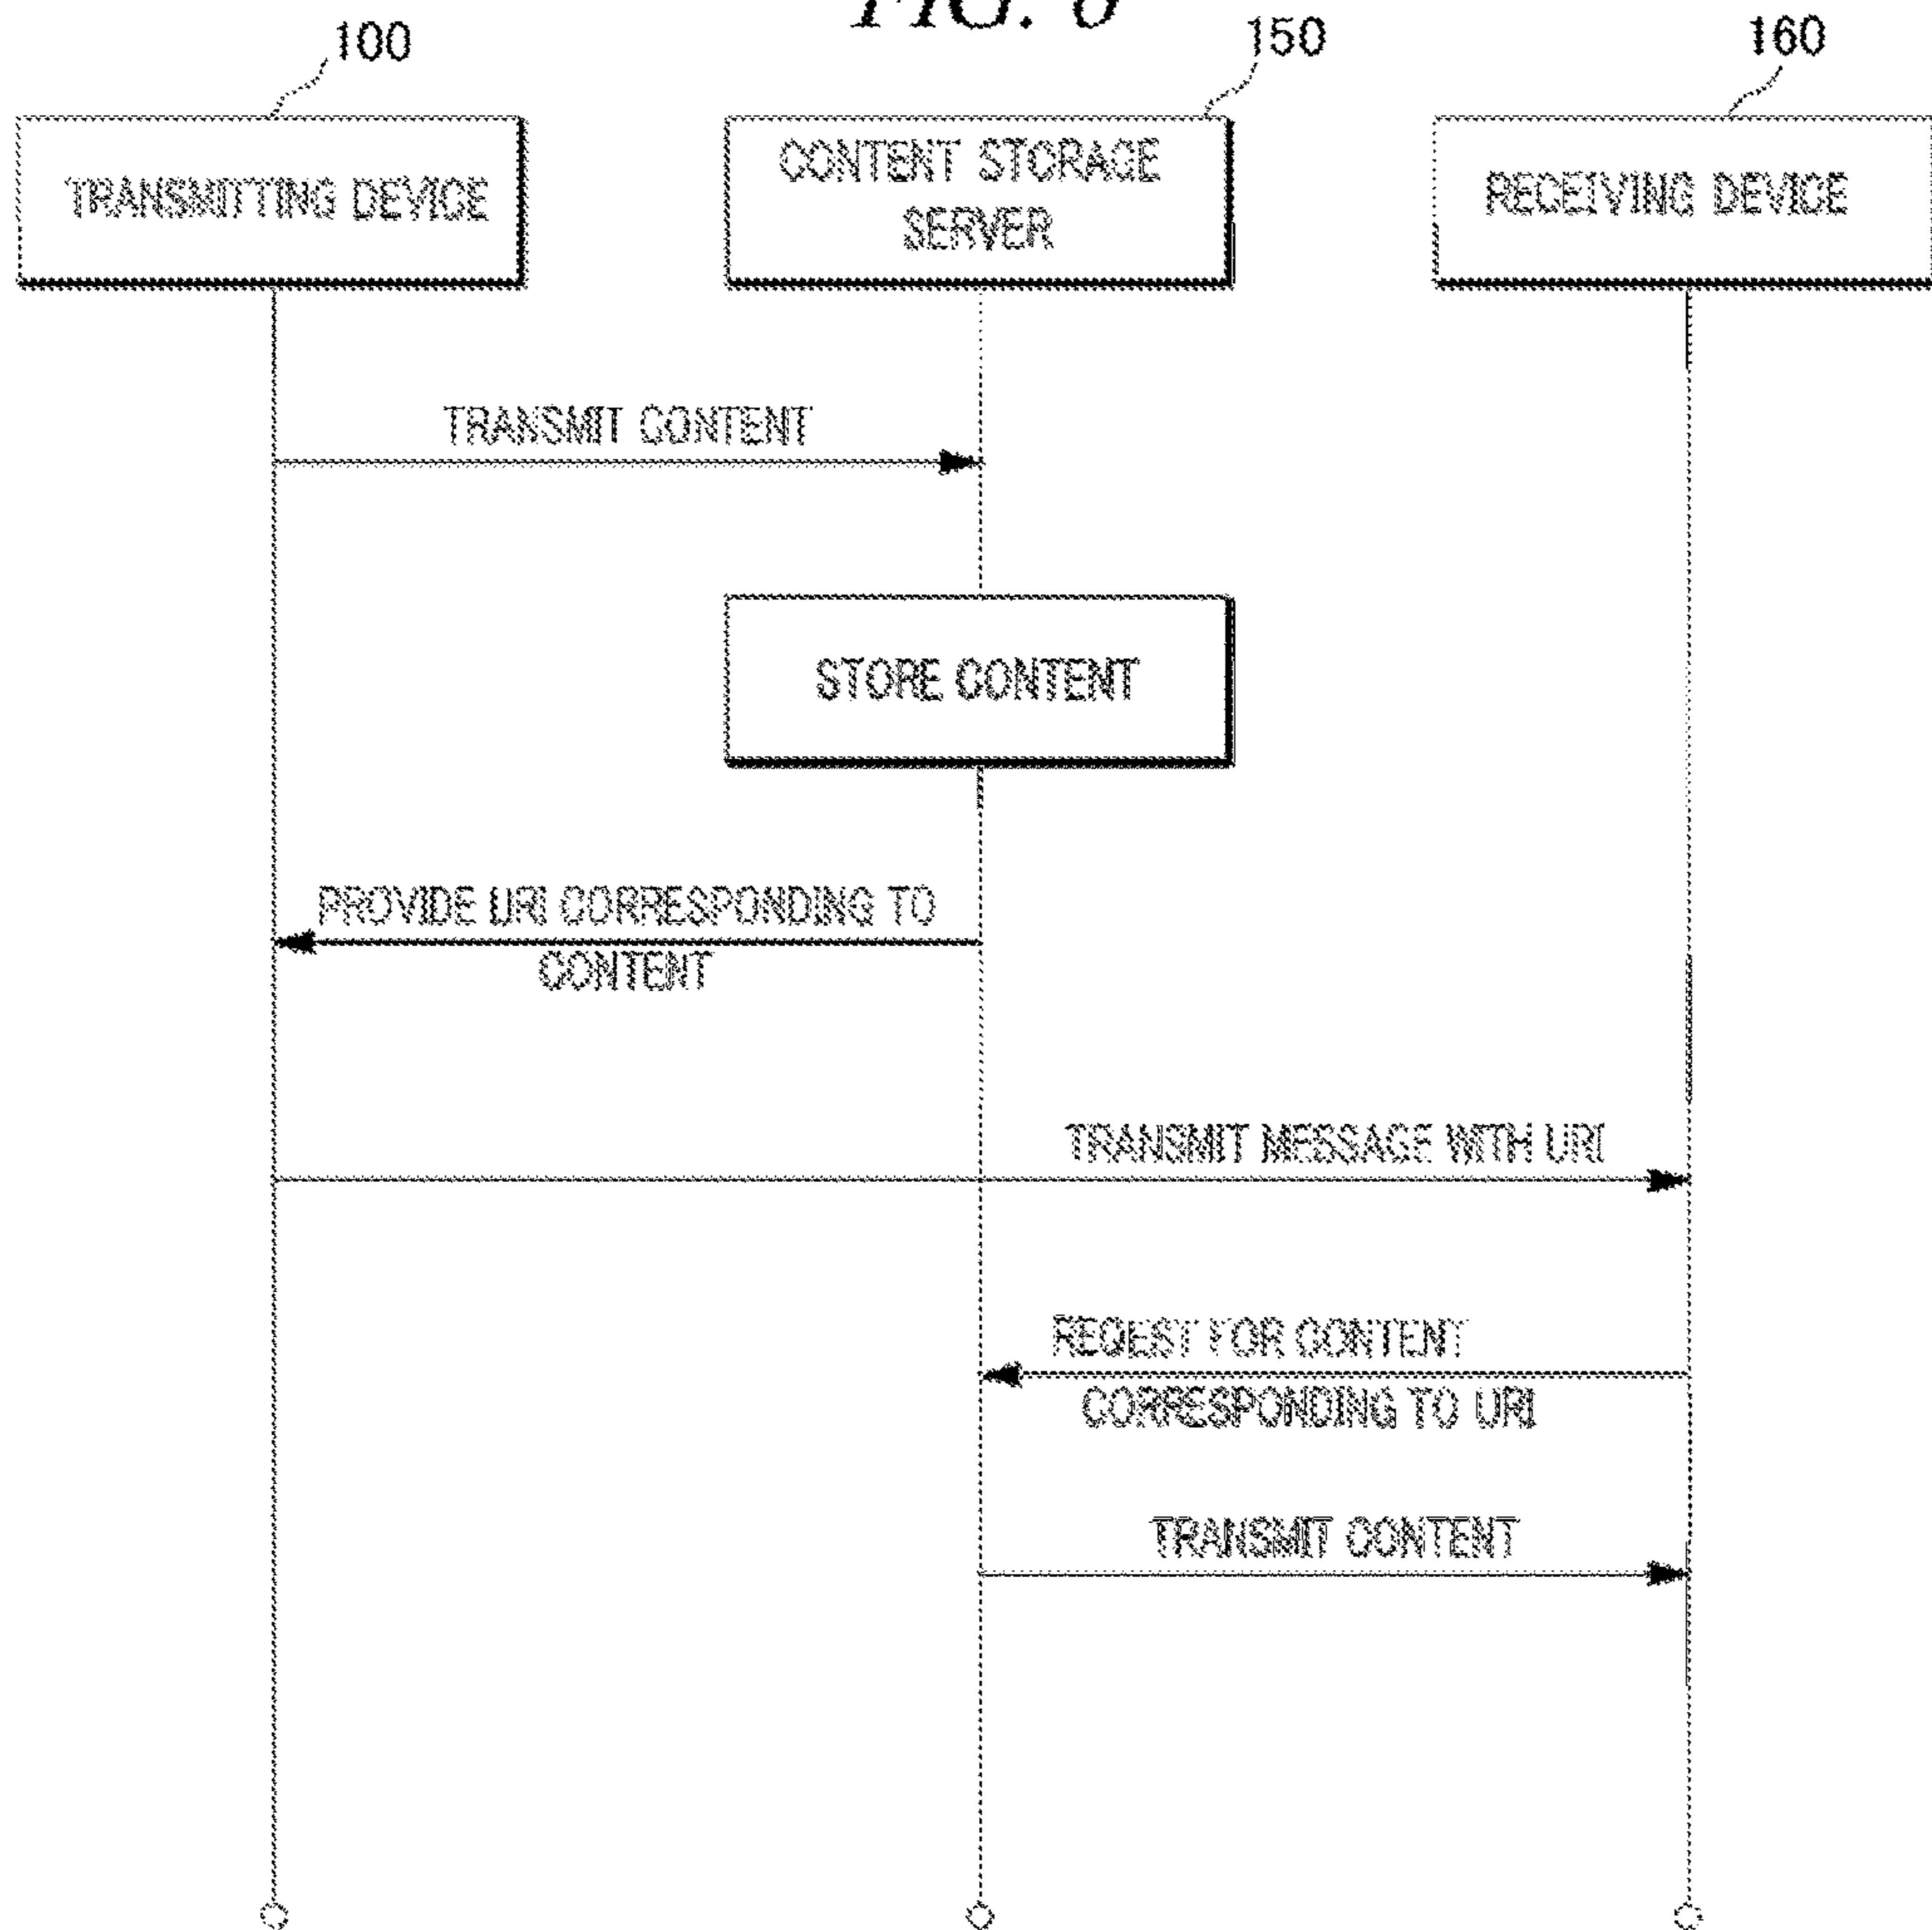 FIG.
100
150
160
TRANSMITTING DEVICE
CONTENT STORAGE
SERVER
RECEIVING DEVICE
TRANSMIT CONTENT
STORE CONTENT
PROVIDE URI CORRESPONDING TO
CONTENT
TRANSMIT MESSAGE WITH URI
REQEST FOR CONTENT
CORRESPONDING TO URI
TRANSMIT CONTENT